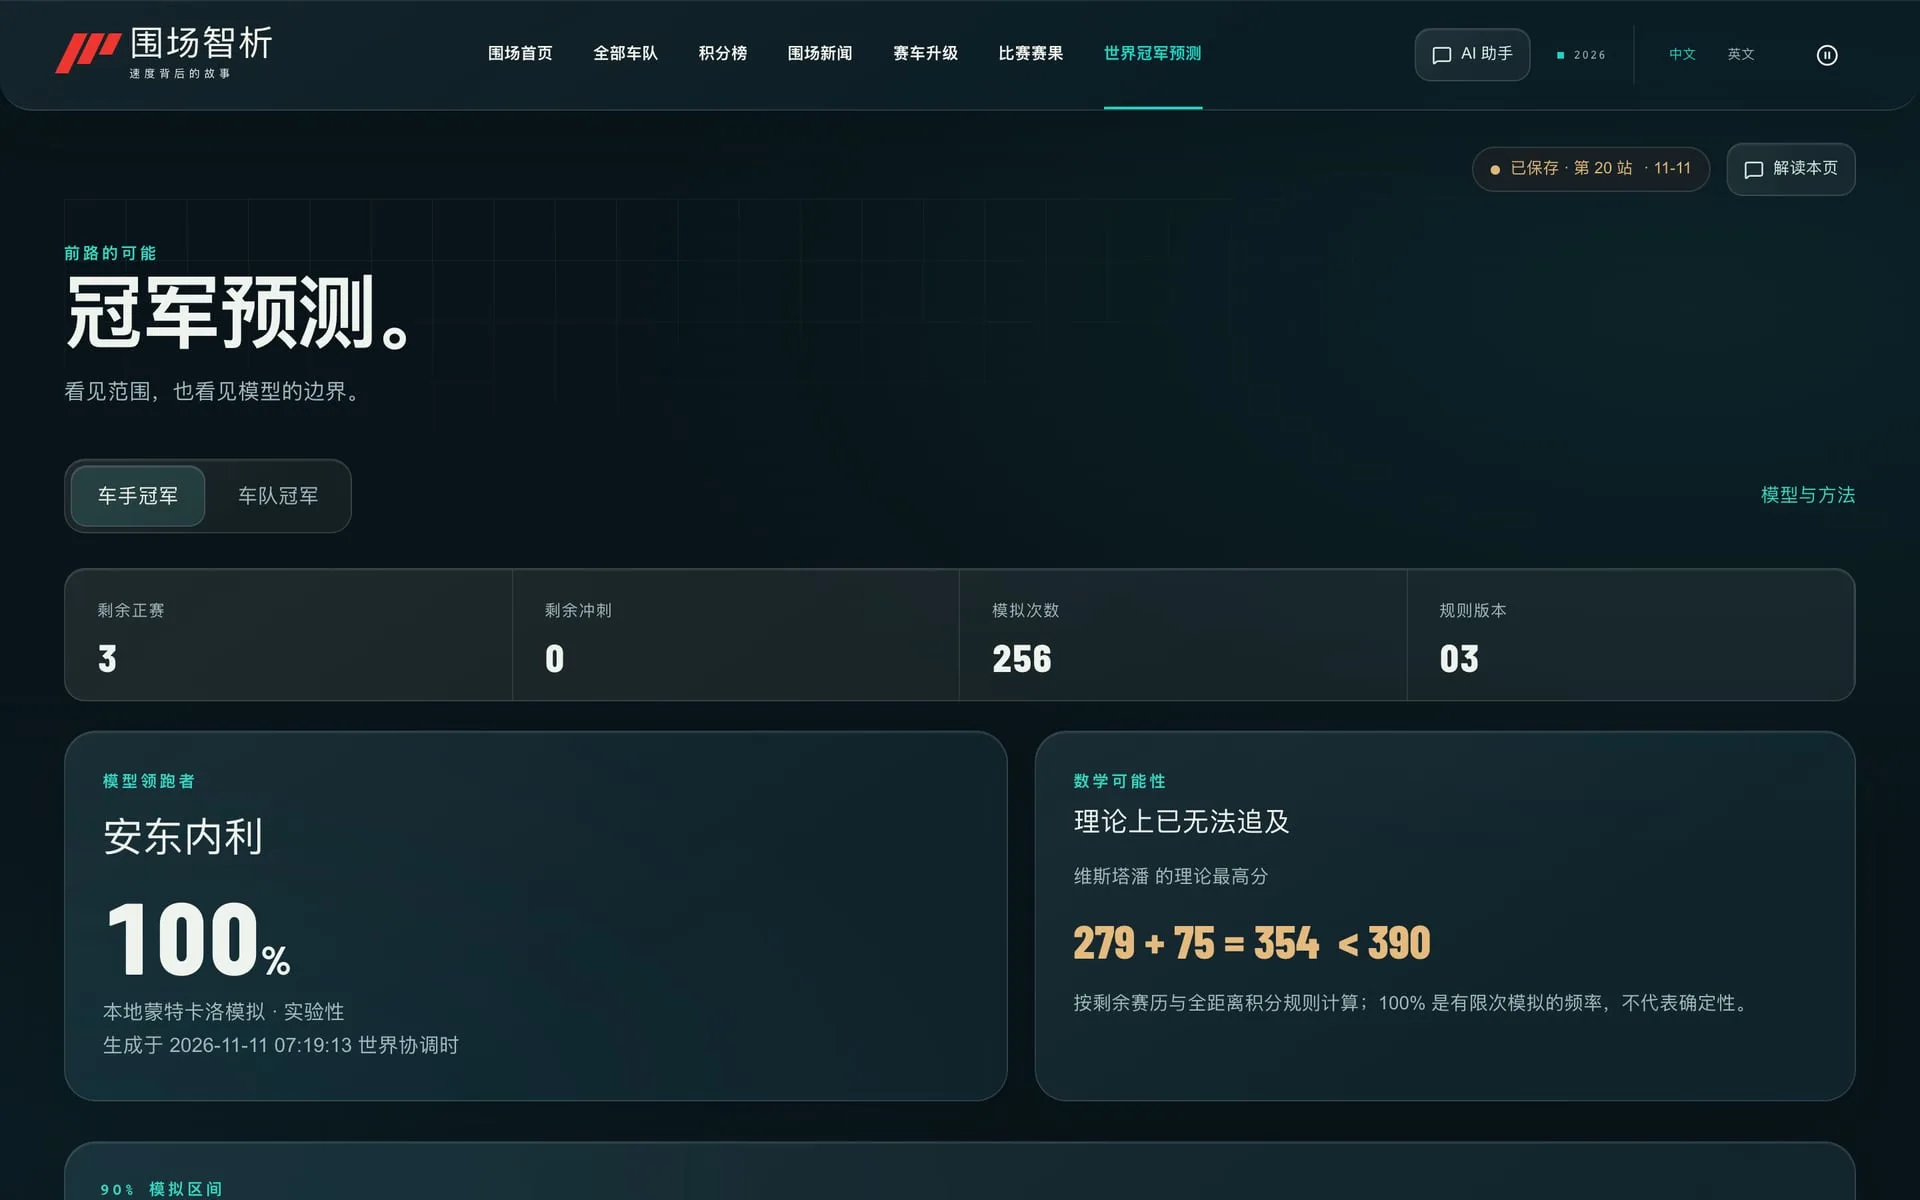 围场智析
速度背后的故事
围场首页 全部车队 积分榜 围场新闻 赛车升级 比赛赛果 世界冠军预测
AI 助手
2026
中文 英文
已保存 · 第 20 站 · 11-11
解读本页
前路的可能
冠军预测。
看见范围，也看见模型的边界。
车手冠军 车队冠军
模型与方法
剩余正赛 剩余冲刺 模拟次数 规则版本
3 0 256 03
模型领跑者
安东内利
100%
本地蒙特卡洛模拟 · 实验性
生成于 2026-11-11 07:19:13 世界协调时
数学可能性
理论上已无法追及
维斯塔潘 的理论最高分
279 + 75 = 354 < 390
按剩余赛历与全距离积分规则计算；100% 是有限次模拟的频率，不代表确定性。
90% 模拟区间